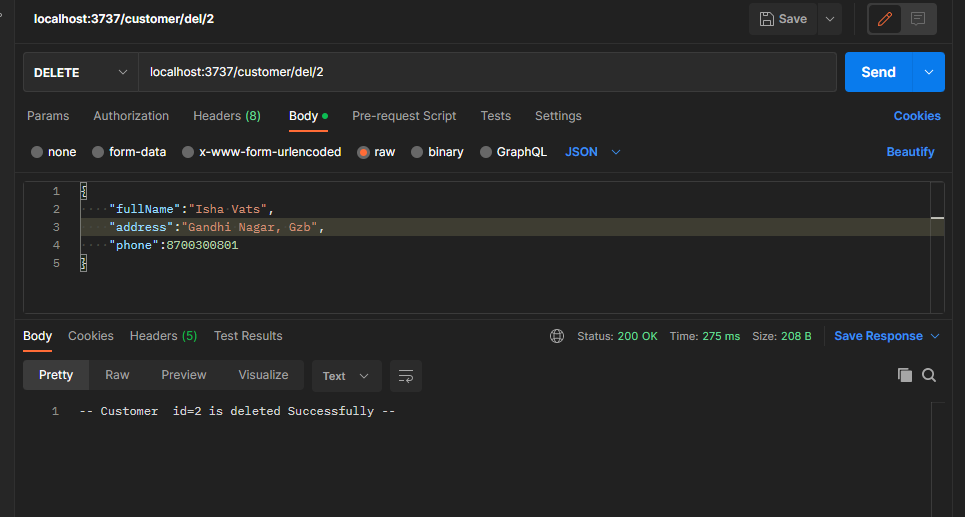 localhost:3737/customer/del/2
Save
DELETE localhost:3737/customer/del/2 Send
Params Authorization Headers (8) Body Pre-request Script Tests Settings Cookies
none form-data x-www-form-urlencoded raw binary GraphQL JSON Beautify
1 {
2 ····"fullName":"Isha·Vats",
3 "address":"Gandhi Nagar, Gzb",
4 ····"phone":8700300801
5 }
Body Cookies Headers (5) Test Results Status: 200 OK Time: 275 ms Size: 208 B Save Response
Pretty Raw Preview Visualize Text
1 -- Customer  id=2 is deleted Successfully --